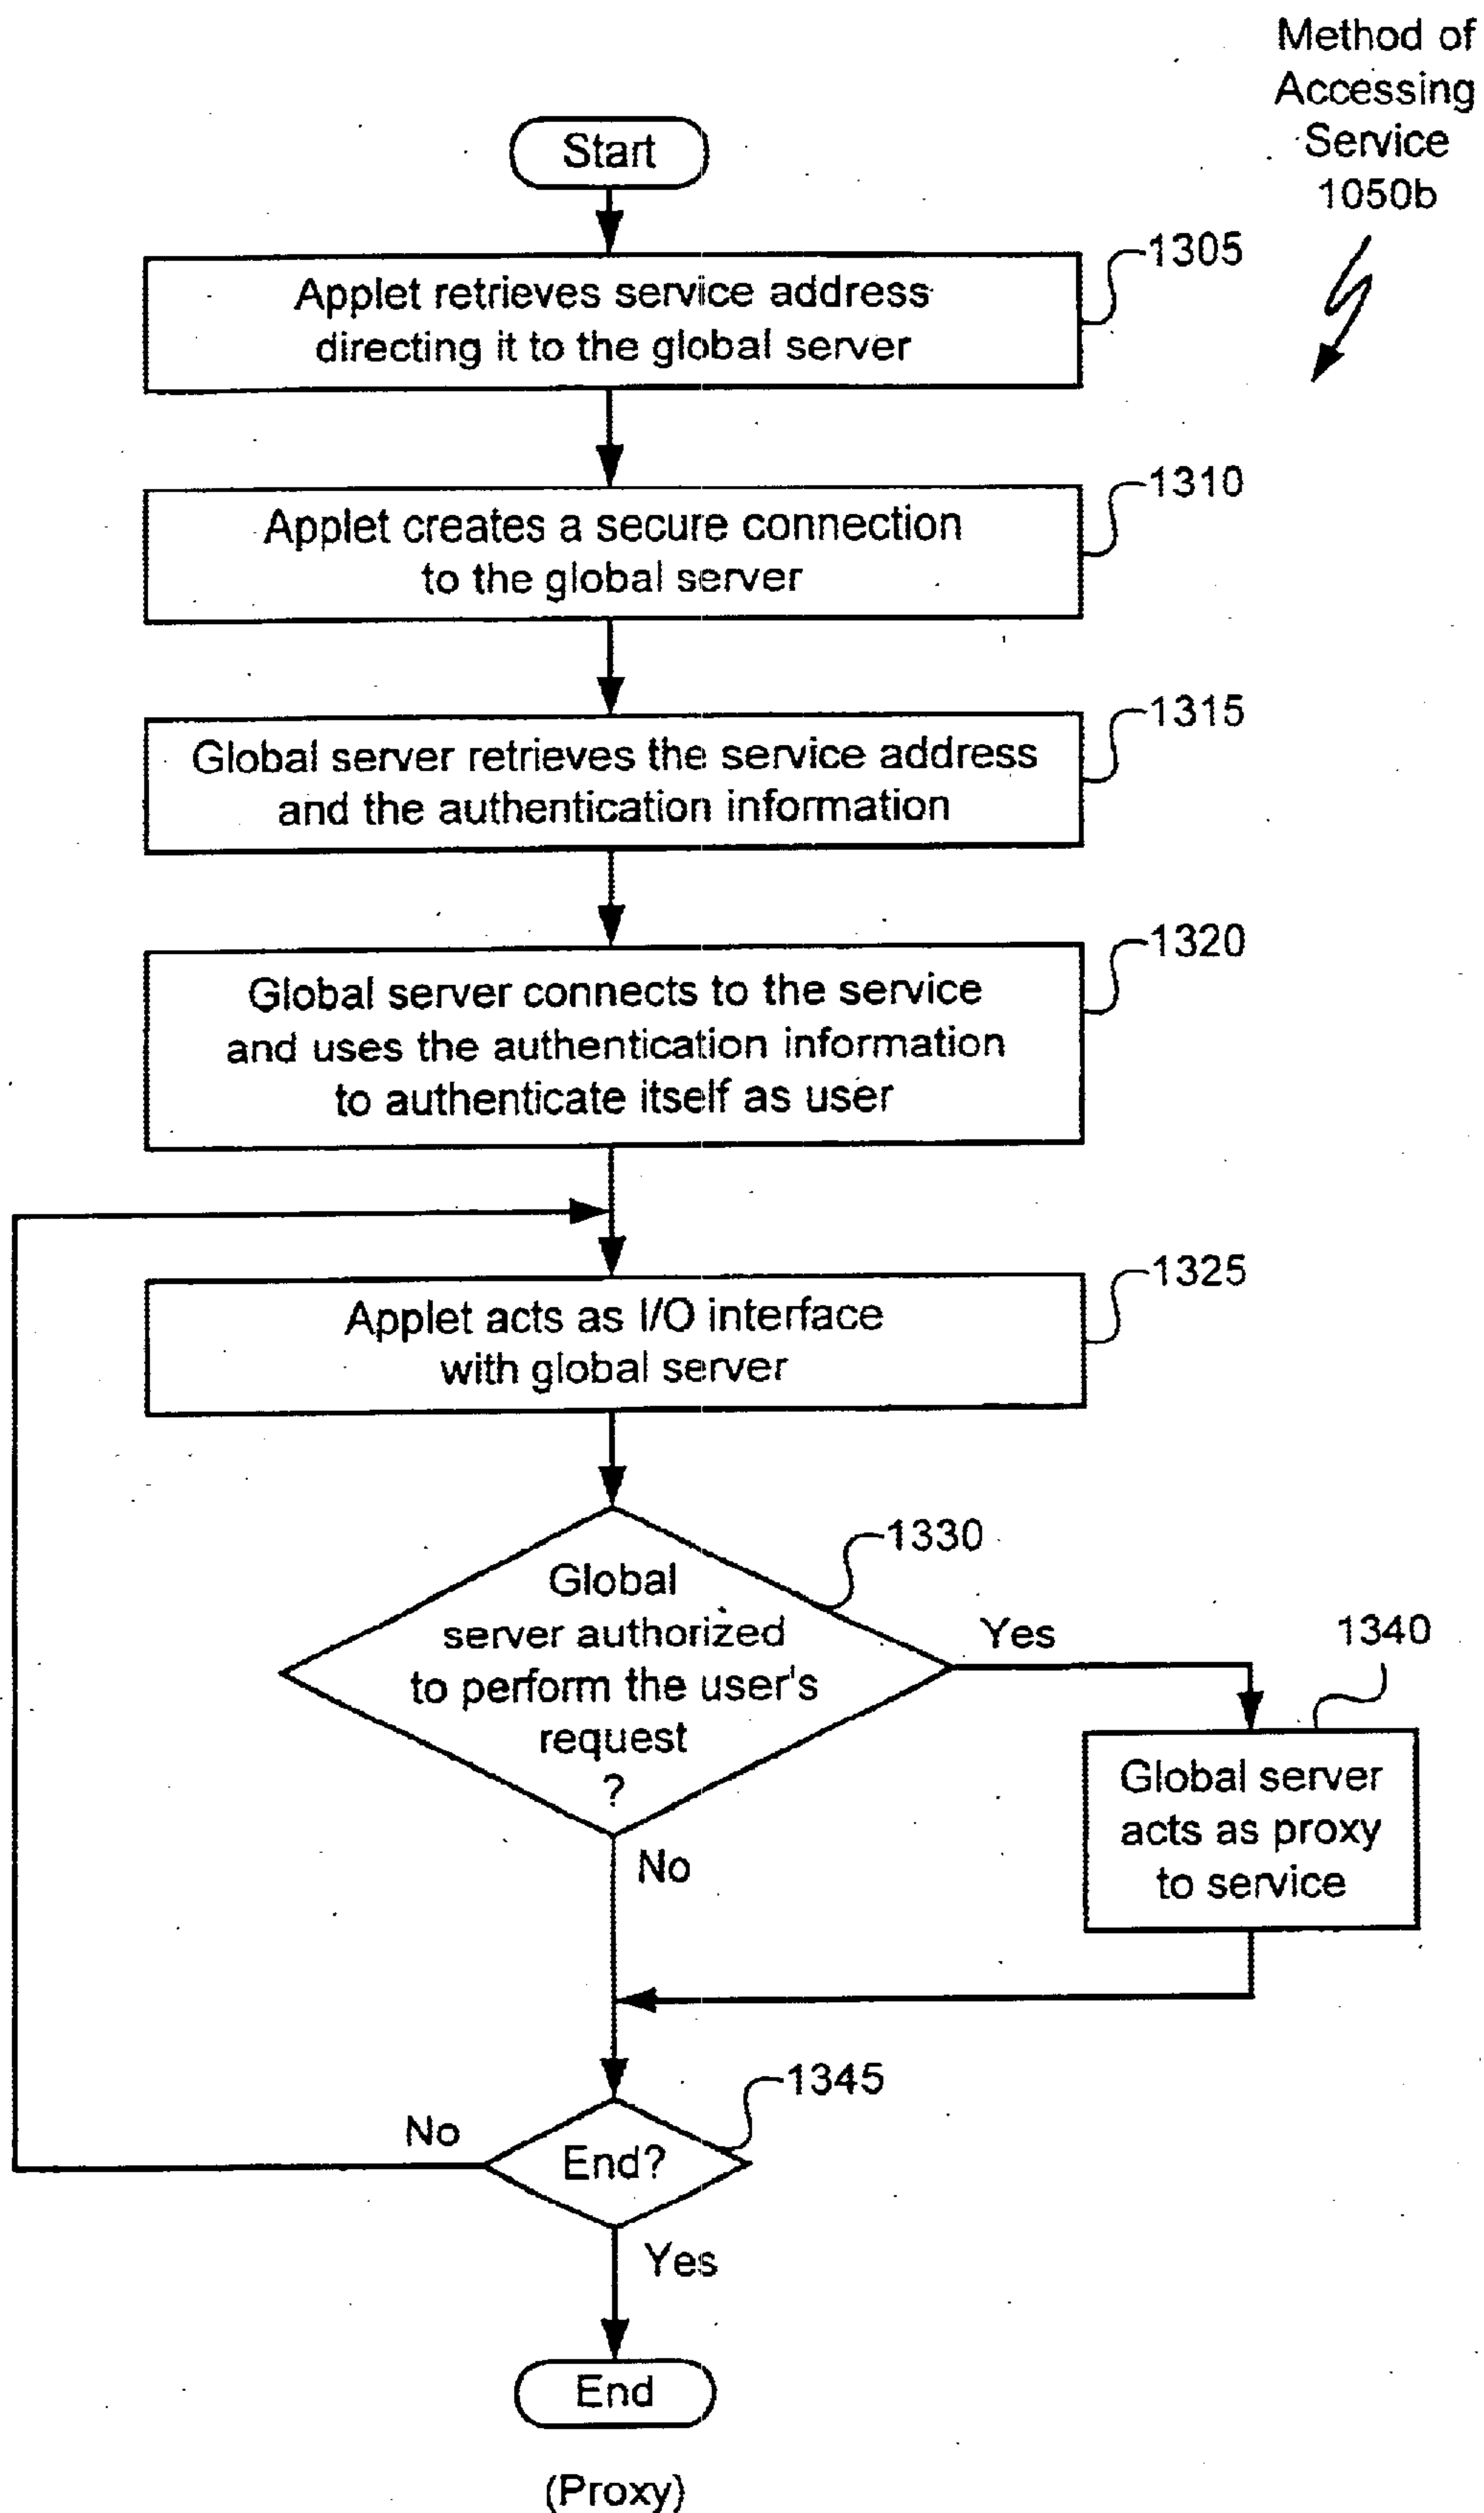 Method of
Accessing
Service
1050b
Start
1305
Applet retrieves service address
directing it to the global server
1310
Applet creates a secure connection
to the global server
1315
Global server retrieves the service address
and the authentication information
1320
Global server connects to the service
and uses the authentication information
to authenticate itself as user
1325
Applet acts as I/O interface
with global server
1330
Global
server authorized
to perform the user's
request
?
Yes
1340
Global server
acts as proxy
to service
No
1345
No
End?
Yes
End
(Proxy)